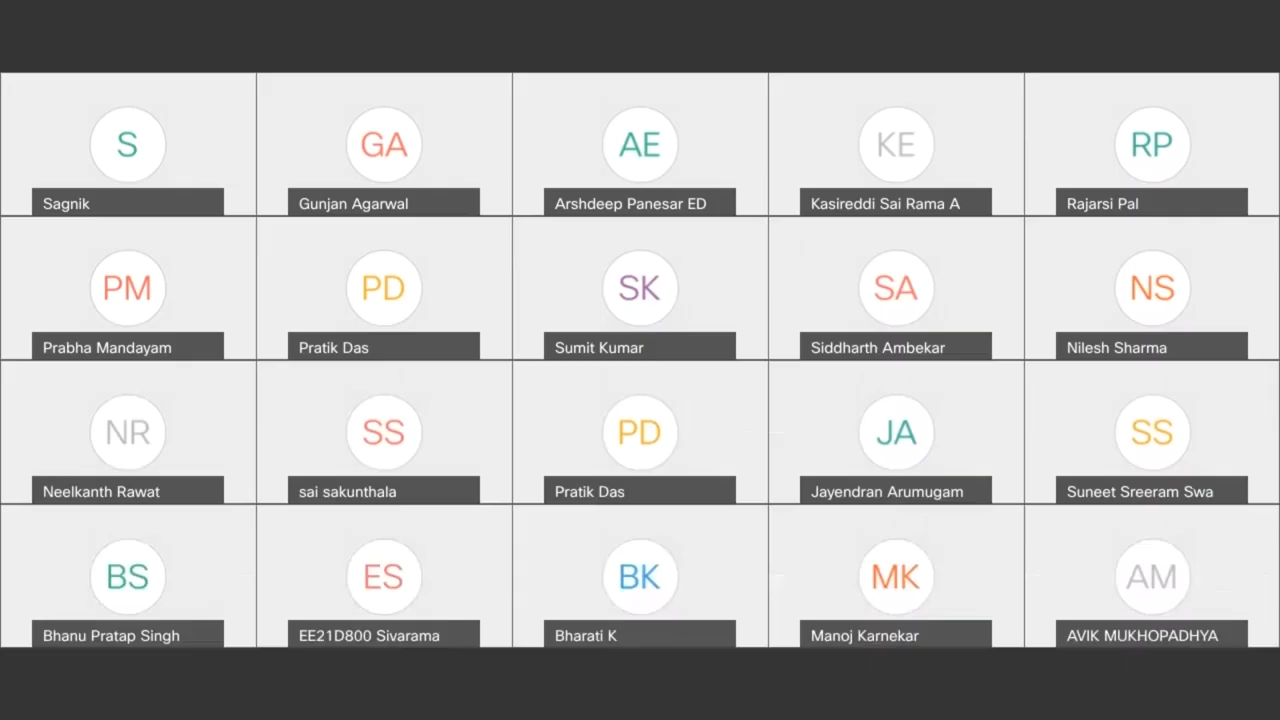 S
GA
AE
KE
RP
Sagnik
Gunjan Agarwal
Arshdeep Panesar ED
Kasireddi Sai Rama A
Rajarsi Pal
PM
PD
SK
SA
NS
Prabha Mandayam
Pratik Das
Sumit Kumar
Siddharth Ambekar
Nilesh Sharma
NR
SS
PD
JA
SS
Neelkanth Rawat
sai sakunthala
Pratik Das
Jayendran Arumugam
Suneet Sreeram Swa
BS
ES
BK
MK
AM
Bhanu Pratap Singh
EE21D800 Sivarama
Bharati K
Manoj Karnekar
AVIK MUKHOPADHYA